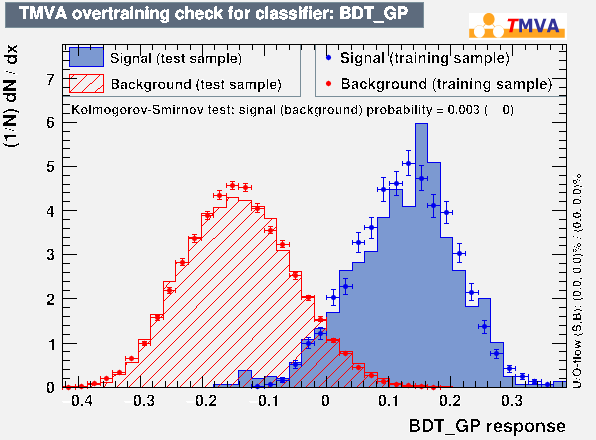 TMVA overtraining check for classifier: BDT_GP
TMVA
Signal (test sample)
Signal (training sample)
Background (test sample)
Background (training sample)
Kolmogorov-Smirnov test: signal (background) probability = 0.003 ( 0)
(1/N) dN / dx
7
6
5
4
3
2
1
0
−0.4 −0.3 −0.2 −0.1 0 0.1 0.2 0.3
BDT_GP response
U/O-flow (S,B): (0.0, 0.0)% / (0.0, 0.0)%